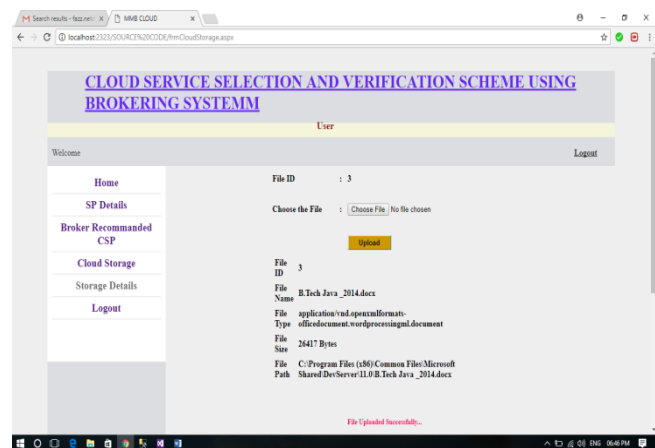 Search results - fazz.net
MMB CLOUD
localhost:2323/SOURCE%20CODE/frmCloudStorage.aspx
CLOUD SERVICE SELECTION AND VERIFICATION SCHEME USING
BROKERING SYSTEMM
User
Welcome
Logout
Home
SP Details
Broker Recommanded
CSP
Cloud Storage
Storage Details
Logout
File ID : 3
Choose the File : Choose File No file chosen
Upload
File
ID 3
File
Name B.Tech Java _2014.docx
File application/vnd.openxmlformats-
Type officedocument.wordprocessingml.document
File
Size 26417 Bytes
File C:\Program Files (x86)\Common Files\Microsoft
Path Shared\DevServer\11.0\B.Tech Java _2014.docx
File Uploaded Successfully...
ENG 06:46 PM